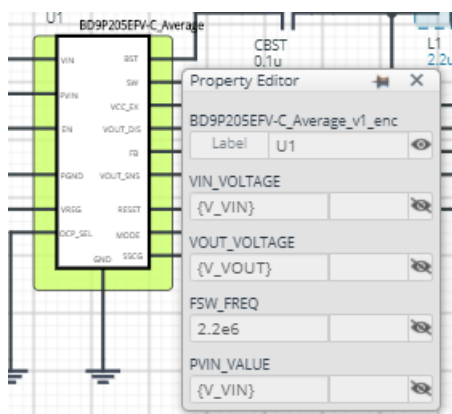 U1
BD9P205EFV-C_Average
VIN
BST
SW
PVIN
VCC_EX
EN
VOUT_DIS
FB
PGND
VOUT_SNS
VREG
RESET
OCP_SEL
MODE
GND
SSCG
CBST
0.1u
L1
2.2u
Property Editor
BD9P205EFV-C_Average_v1_enc
Label U1
VIN_VOLTAGE
{V_VIN}
VOUT_VOLTAGE
{V_VOUT}
FSW_FREQ
2.2e6
PVIN_VALUE
{V_VIN}